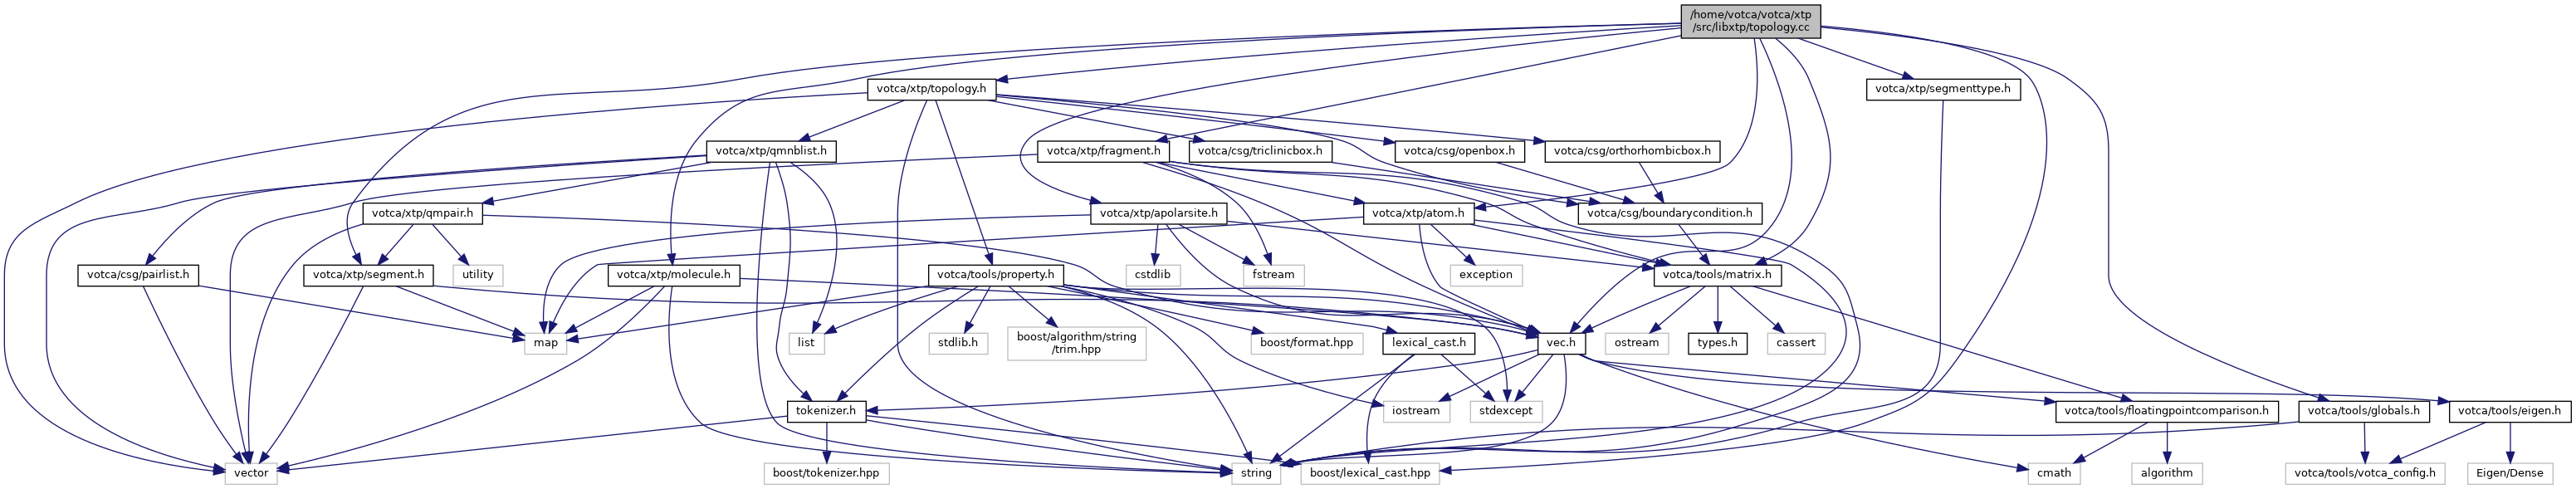 /home/votca/votca/xtp
/src/libxtp/topology.cc
votca/xtp/topology.h
votca/xtp/segmenttype.h
votca/xtp/qmnblist.h
votca/xtp/fragment.h
votca/csg/triclinicbox.h
votca/csg/openbox.h
votca/csg/orthorhombicbox.h
votca/xtp/qmpair.h
votca/xtp/apolarsite.h
votca/xtp/atom.h
votca/csg/boundarycondition.h
votca/csg/pairlist.h
votca/xtp/segment.h
utility
votca/xtp/molecule.h
votca/tools/property.h
cstdlib
fstream
exception
votca/tools/matrix.h
map
list
stdlib.h
boost/algorithm/string
/trim.hpp
boost/format.hpp
lexical_cast.h
vec.h
ostream
types.h
cassert
tokenizer.h
iostream
stdexcept
votca/tools/floatingpointcomparison.h
votca/tools/globals.h
votca/tools/eigen.h
vector
boost/tokenizer.hpp
string
boost/lexical_cast.hpp
cmath
algorithm
votca/tools/votca_config.h
Eigen/Dense